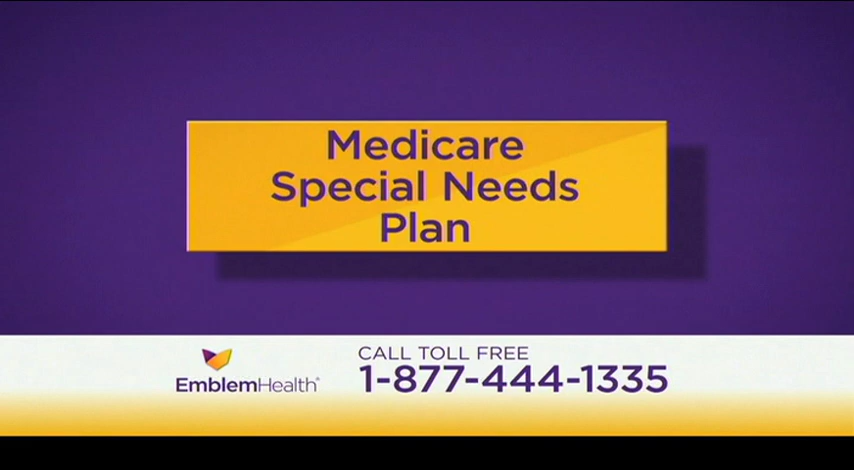 Medicare
Special Needs
Plan
CALL TOLL FREE
EmblemHealth®
1-877-444-1335